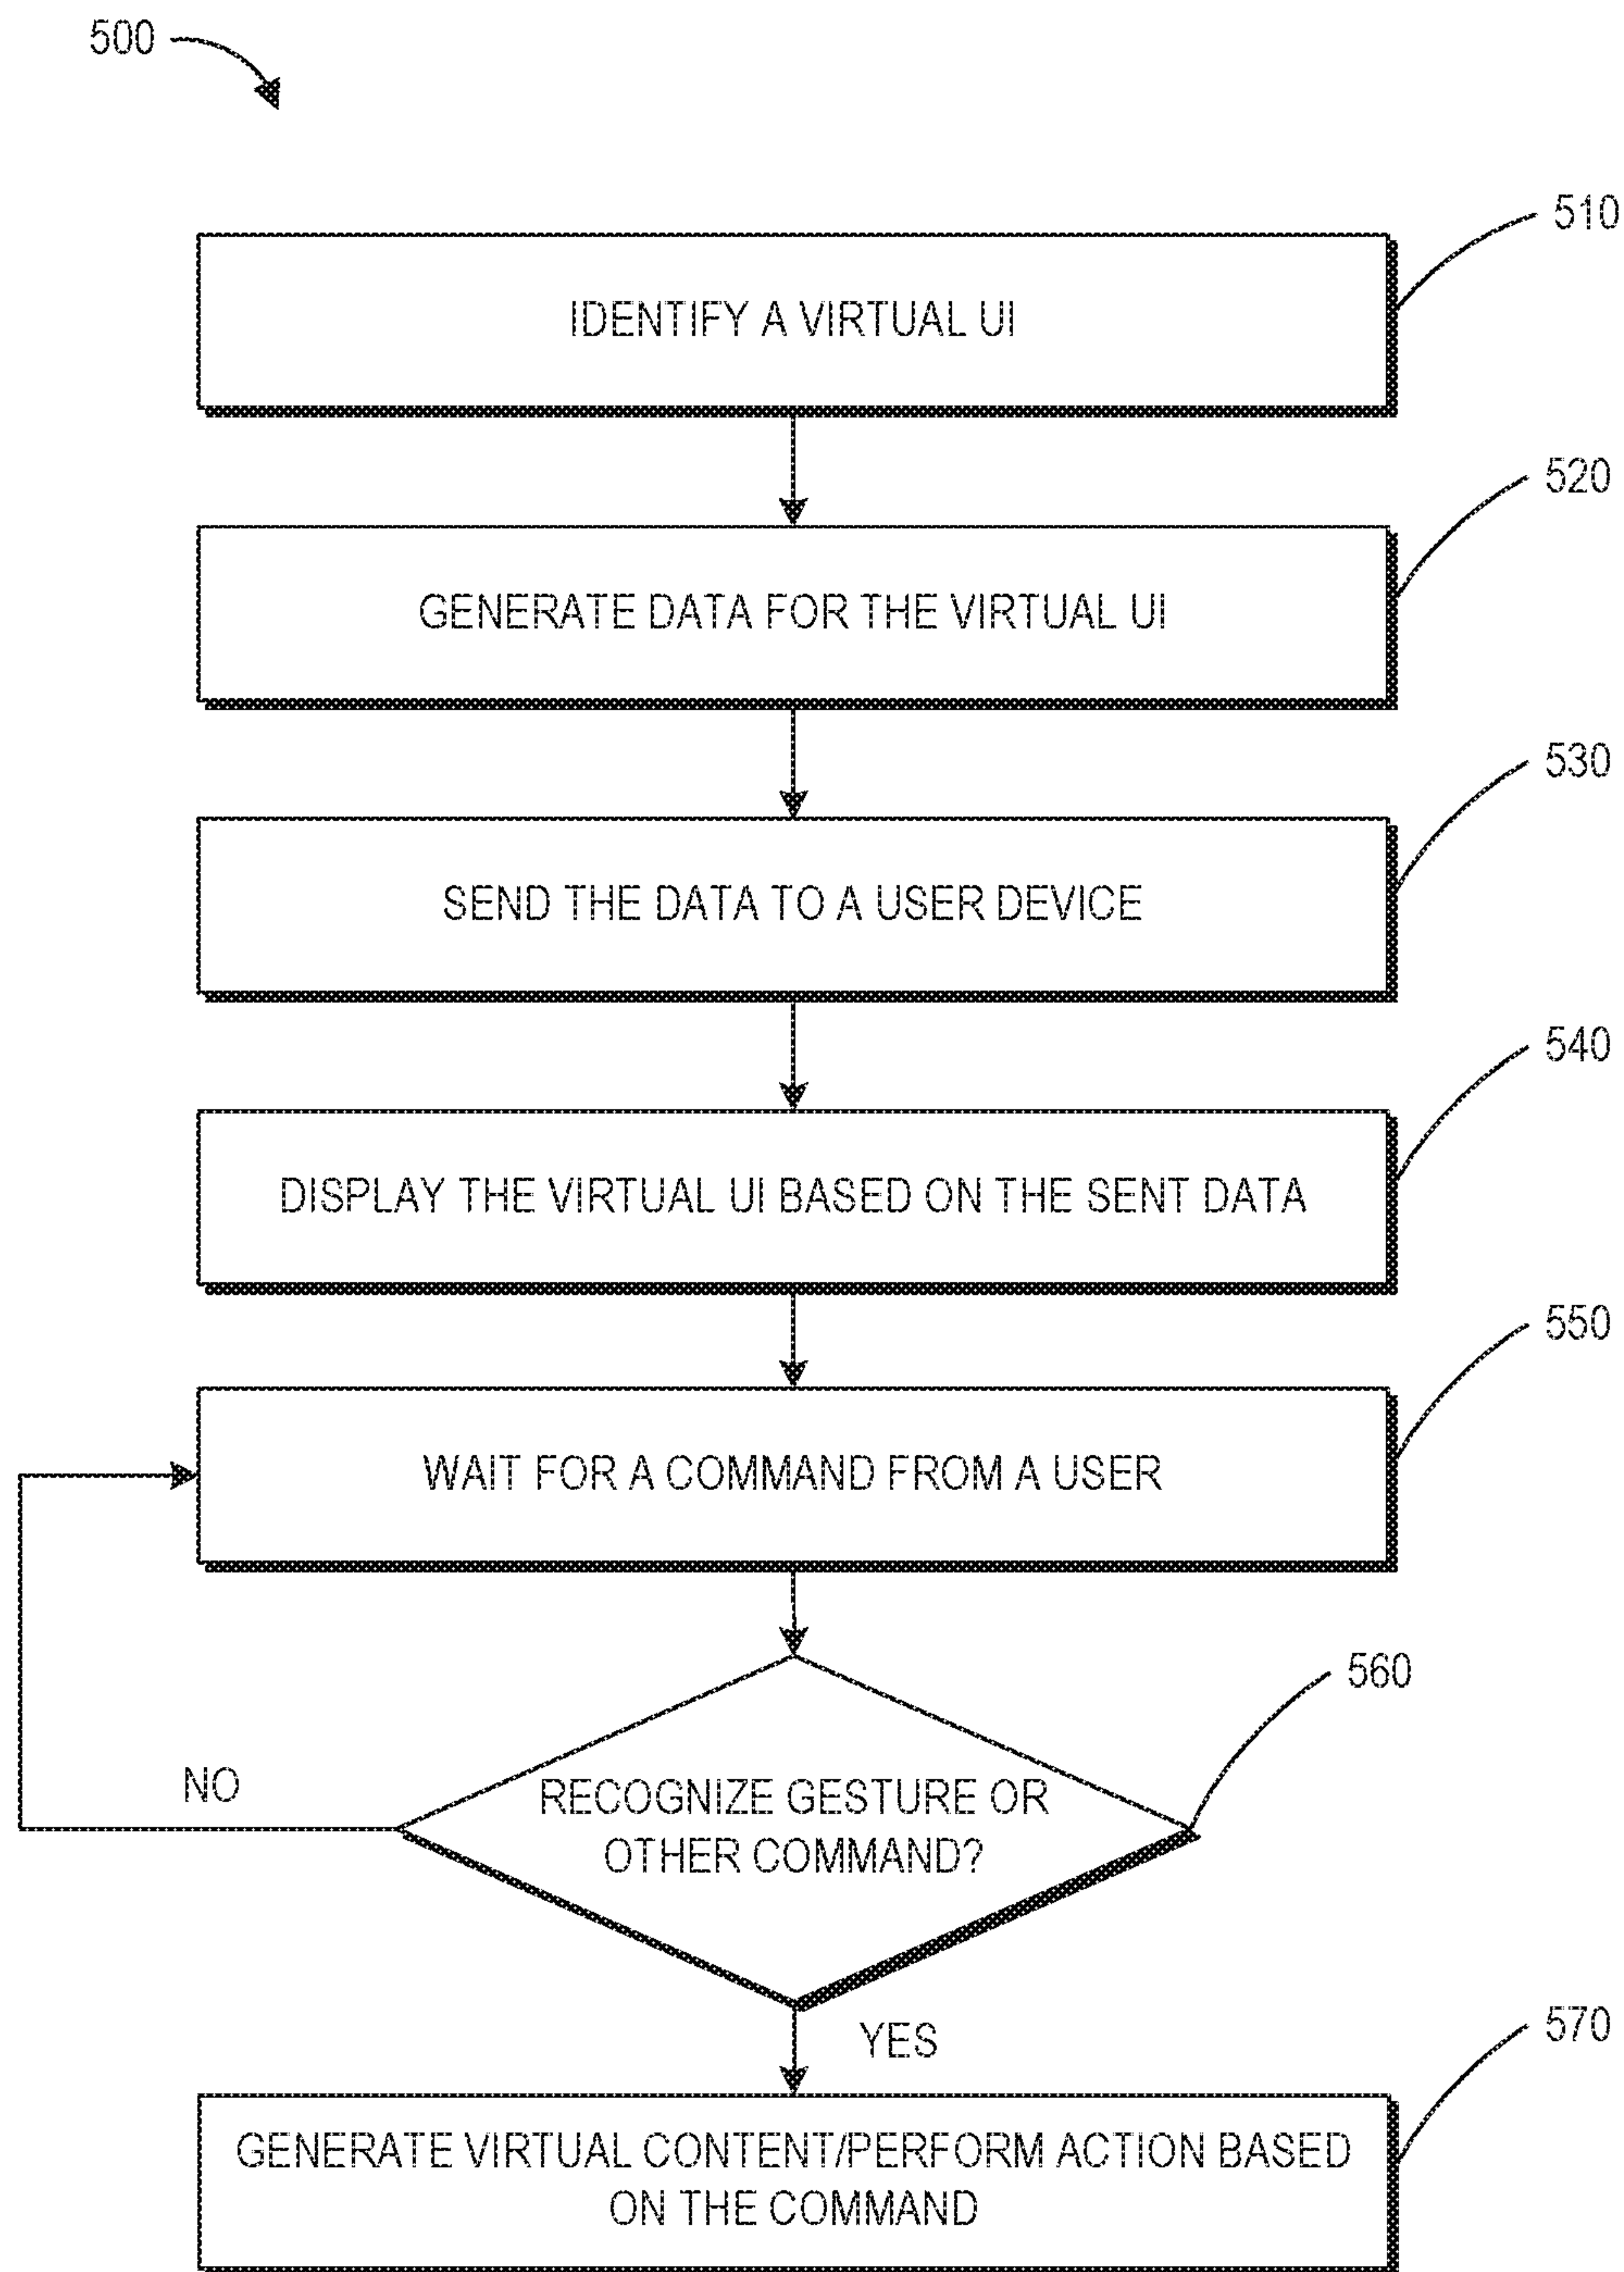 500
510
IDENTIFY A VIRTUAL UI
520
GENERATE DATA FOR THE VIRTUAL UI
530
SEND THE DATA TO A USER DEVICE
540
DISPLAY THE VIRTUAL UI BASED ON THE SENT DATA
550
WAIT FOR A COMMAND FROM A USER
560
NO
RECOGNIZE GESTURE OR
OTHER COMMAND?
YES
570
GENERATE VIRTUAL CONTENT/PERFORM ACTION BASED
ON THE COMMAND